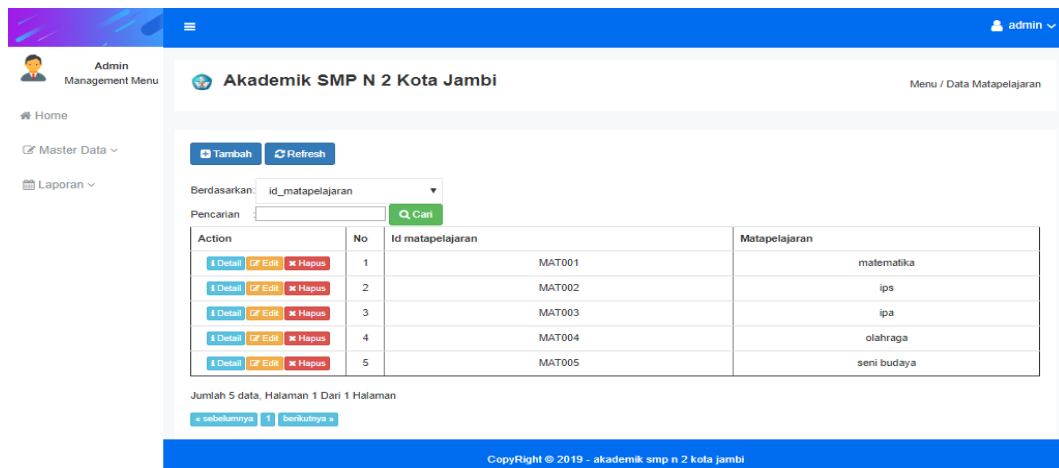 admin
Admin
Management Menu
Home
Master Data
Laporan
Akademik SMP N 2 Kota Jambi
Menu / Data Matapelajaran
Tambah Refresh
Berdasarkan: id_matapelajaran
Pencarian : Cari
Action No Id matapelajaran Matapelajaran
Detail Edit Hapus 1 MAT001 matematika
Detail Edit Hapus 2 MAT002 ips
Detail Edit Hapus 3 MAT003 ipa
Detail Edit Hapus 4 MAT004 olahraga
Detail Edit Hapus 5 MAT005 seni budaya
Jumlah 5 data, Halaman 1 Dari 1 Halaman
« sebelumnya 1 berikutnya »
CopyRight © 2019 - akademik smp n 2 kota jambi